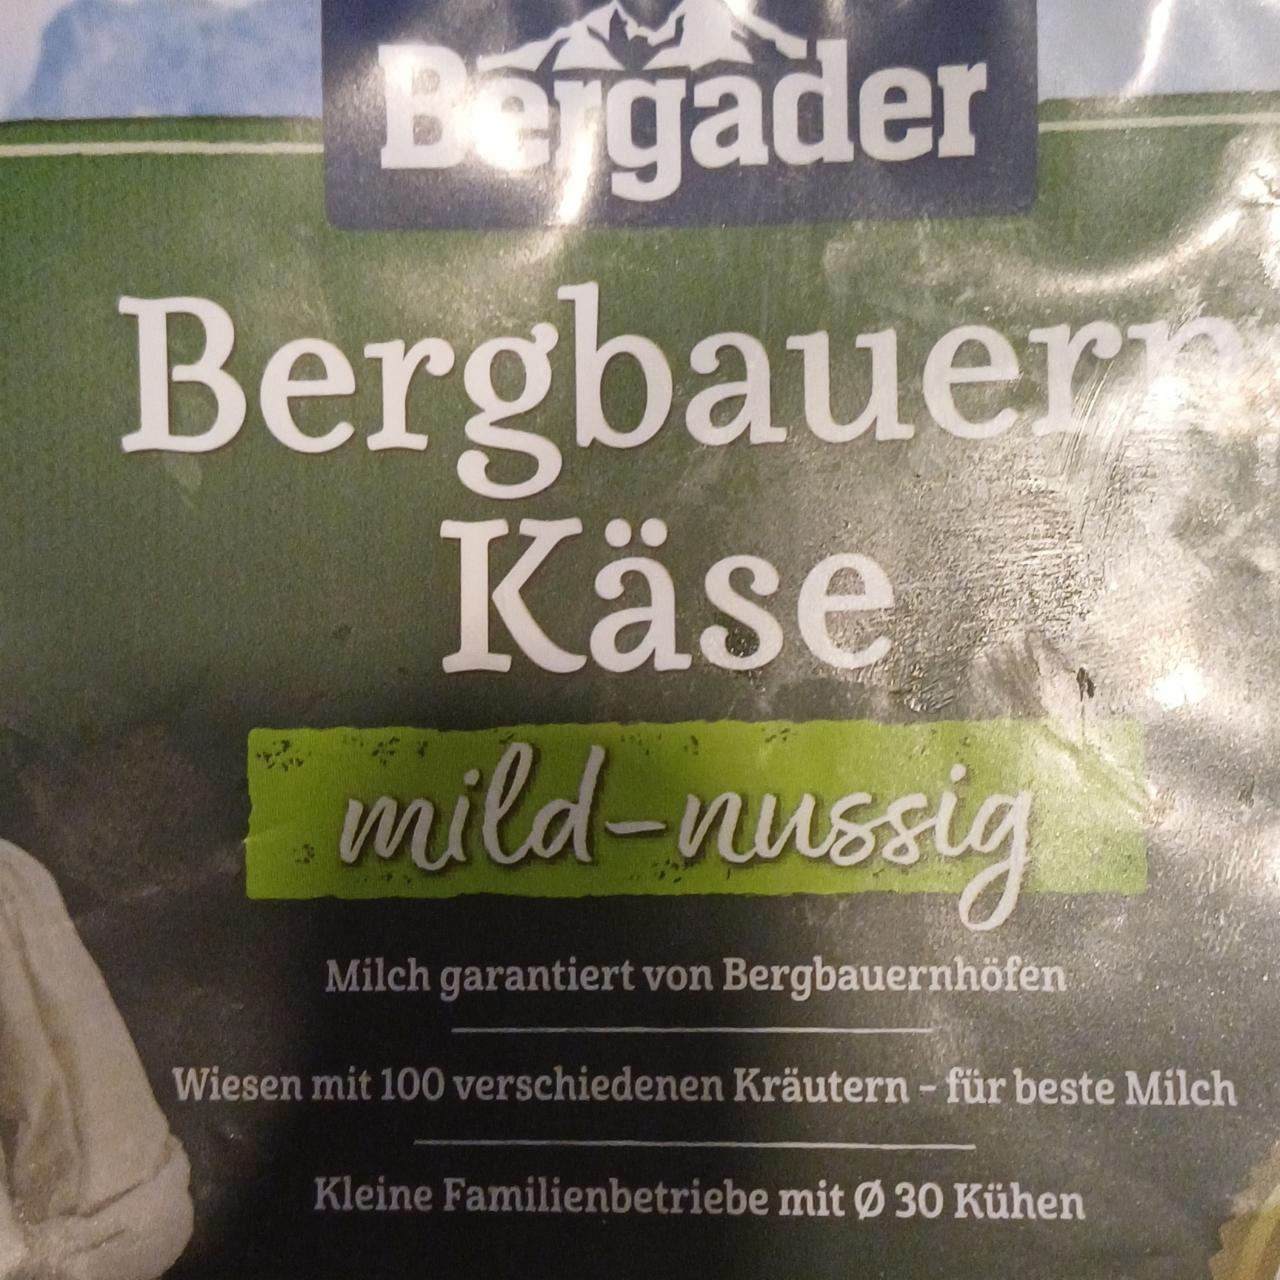 Bergader
Bergbauern
Käse
mild-nussig
Milch garantiert von Bergbauernhöfen
Wiesen mit 100 verschiedenen Kräutern - für beste Milch
Kleine Familienbetriebe mit Ø 30 Kühen